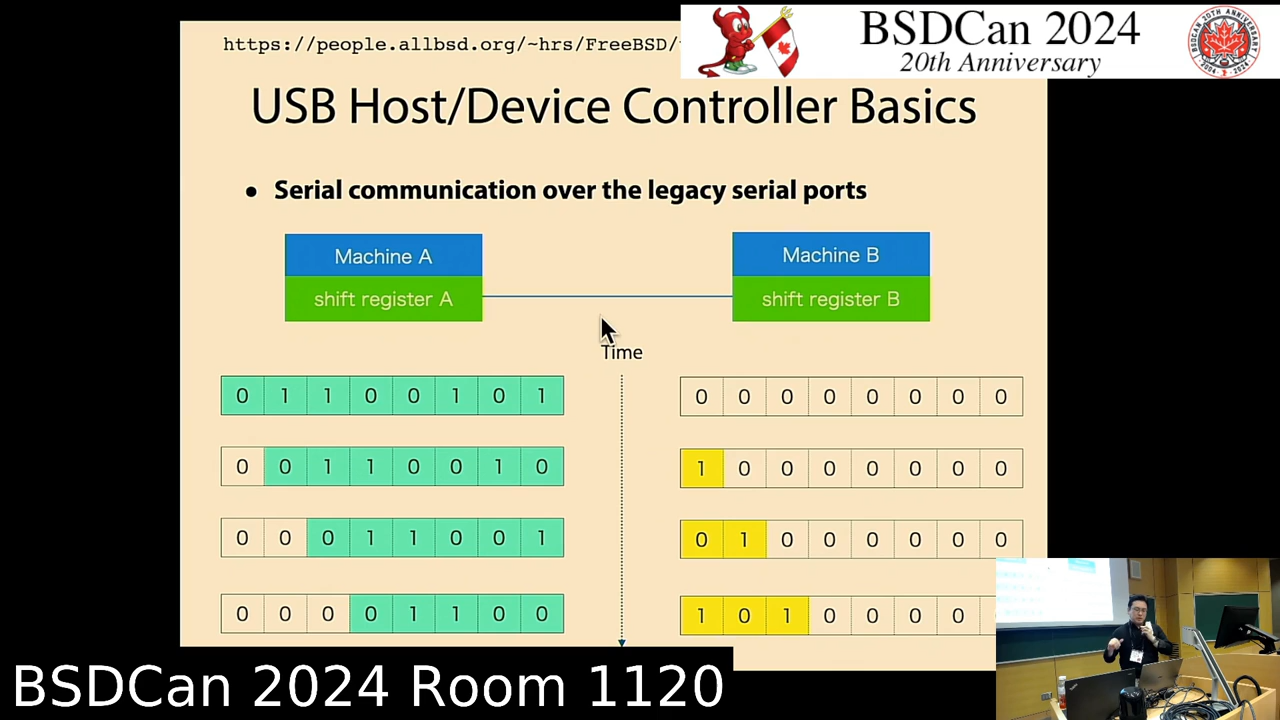 https://people.allbsd.org/~hrs/FreeBSD/
BSDCan 2024
20th Anniversary
USB Host/Device Controller Basics
• Serial communication over the legacy serial ports
Machine A
Machine B
shift register A
shift register B
Time
0 1 1 0 0 1 0 1
0 0 0 0 0 0 0 0
0 0 1 1 0 0 1 0
1 0 0 0 0 0 0 0
0 0 0 1 1 0 0 1
0 1 0 0 0 0 0 0
0 0 0 0 1 1 0 0
1 0 1 0 0 0 0
BSDCan 2024 Room 1120